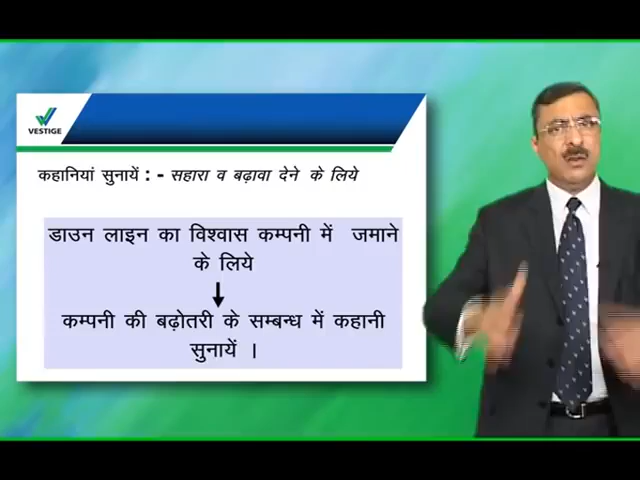 VESTIGE
कहानियां सुनायें : - सहारा व बढ़ावा देने के लिये
डाउन लाइन का विश्वास कम्पनी में जमाने
के लिये
कम्पनी की बढ़ोतरी के सम्बन्ध में कहानी
सुनायें ।